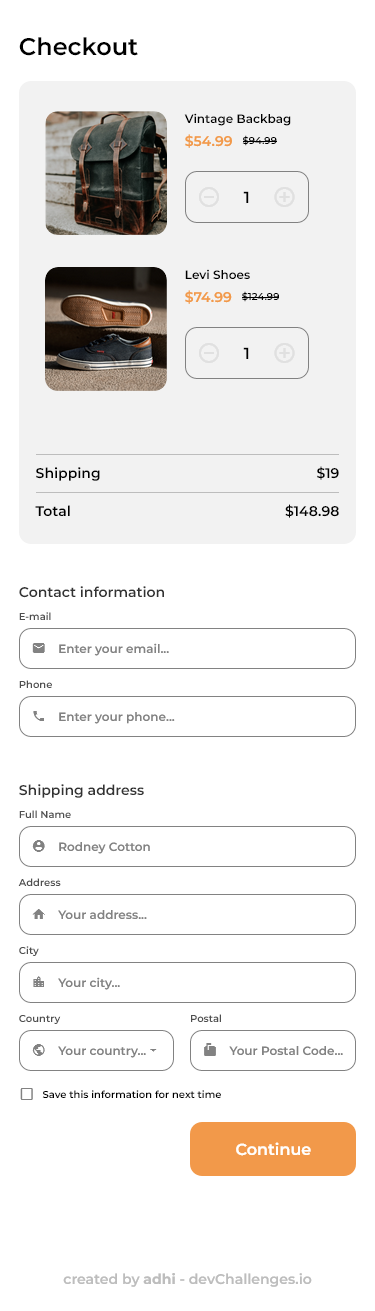 Checkout
Vintage Backbag
$54.99 $94.99
1
Levi Shoes
$74.99 $124.99
1
Shipping $19
Total $148.98
Contact information
E-mail
Enter your email...
Phone
Enter your phone...
Shipping address
Full Name
Rodney Cotton
Address
Your address...
City
Your city...
Country Postal
Your country... Your Postal Code...
Save this information for next time
Continue
created by adhi - devChallenges.io